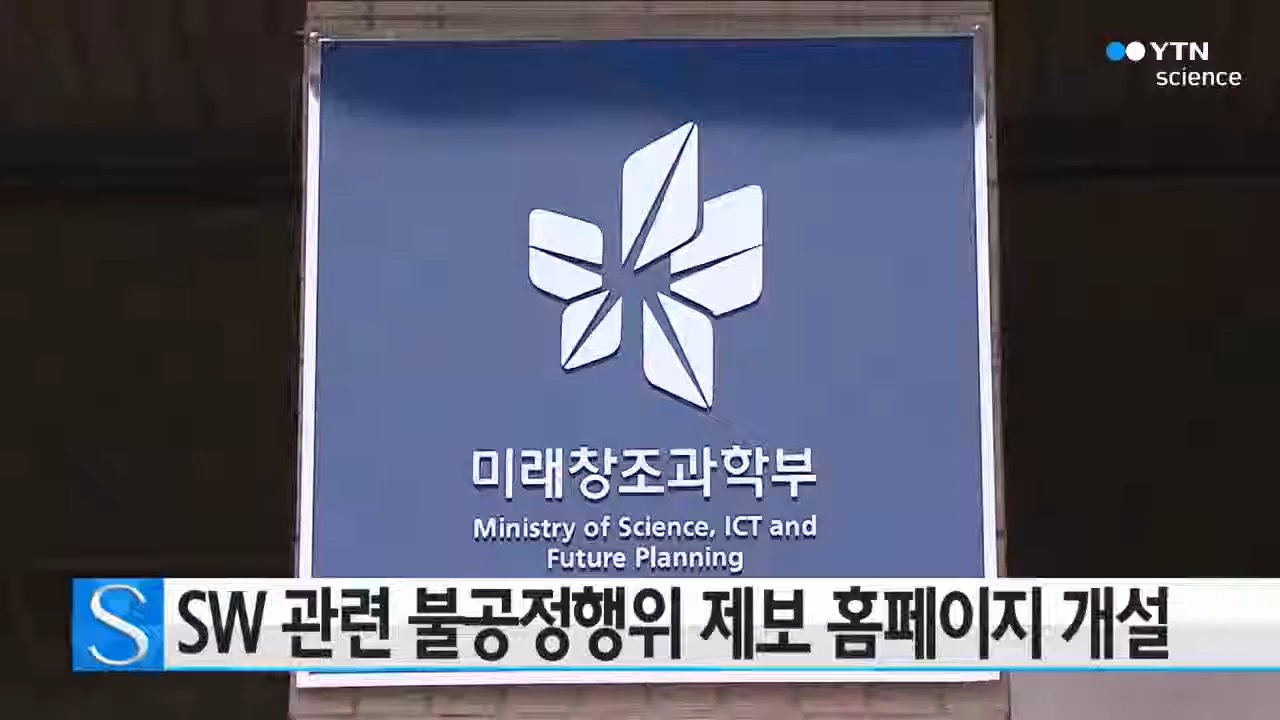 YTN
science
미래창조과학부
Ministry of Science, ICT and
Future Planning
S SW 관련 불공정행위 제보 홈페이지 개설